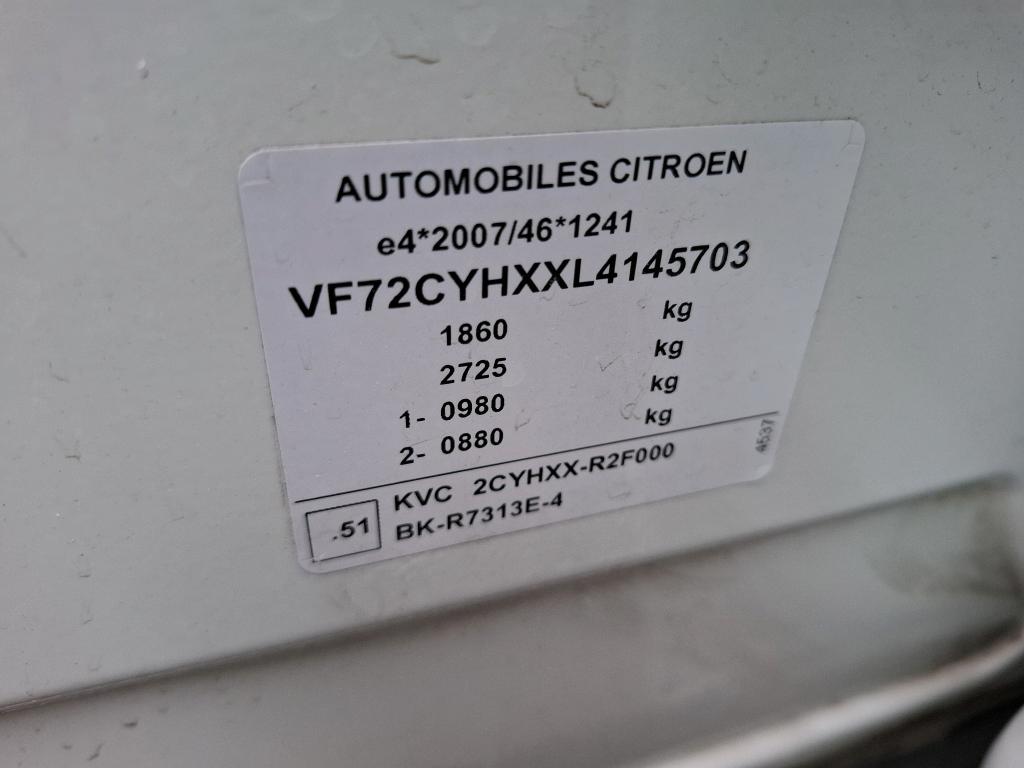 AUTOMOBILES CITROEN
e4*2007/46*1241
VF72CYHXXL4145703
1860 kg
2725 kg
1- 0980 kg
2- 0880 kg
.51
KVC 2CYHXX-R2F000
BK-R7313E-4
4537